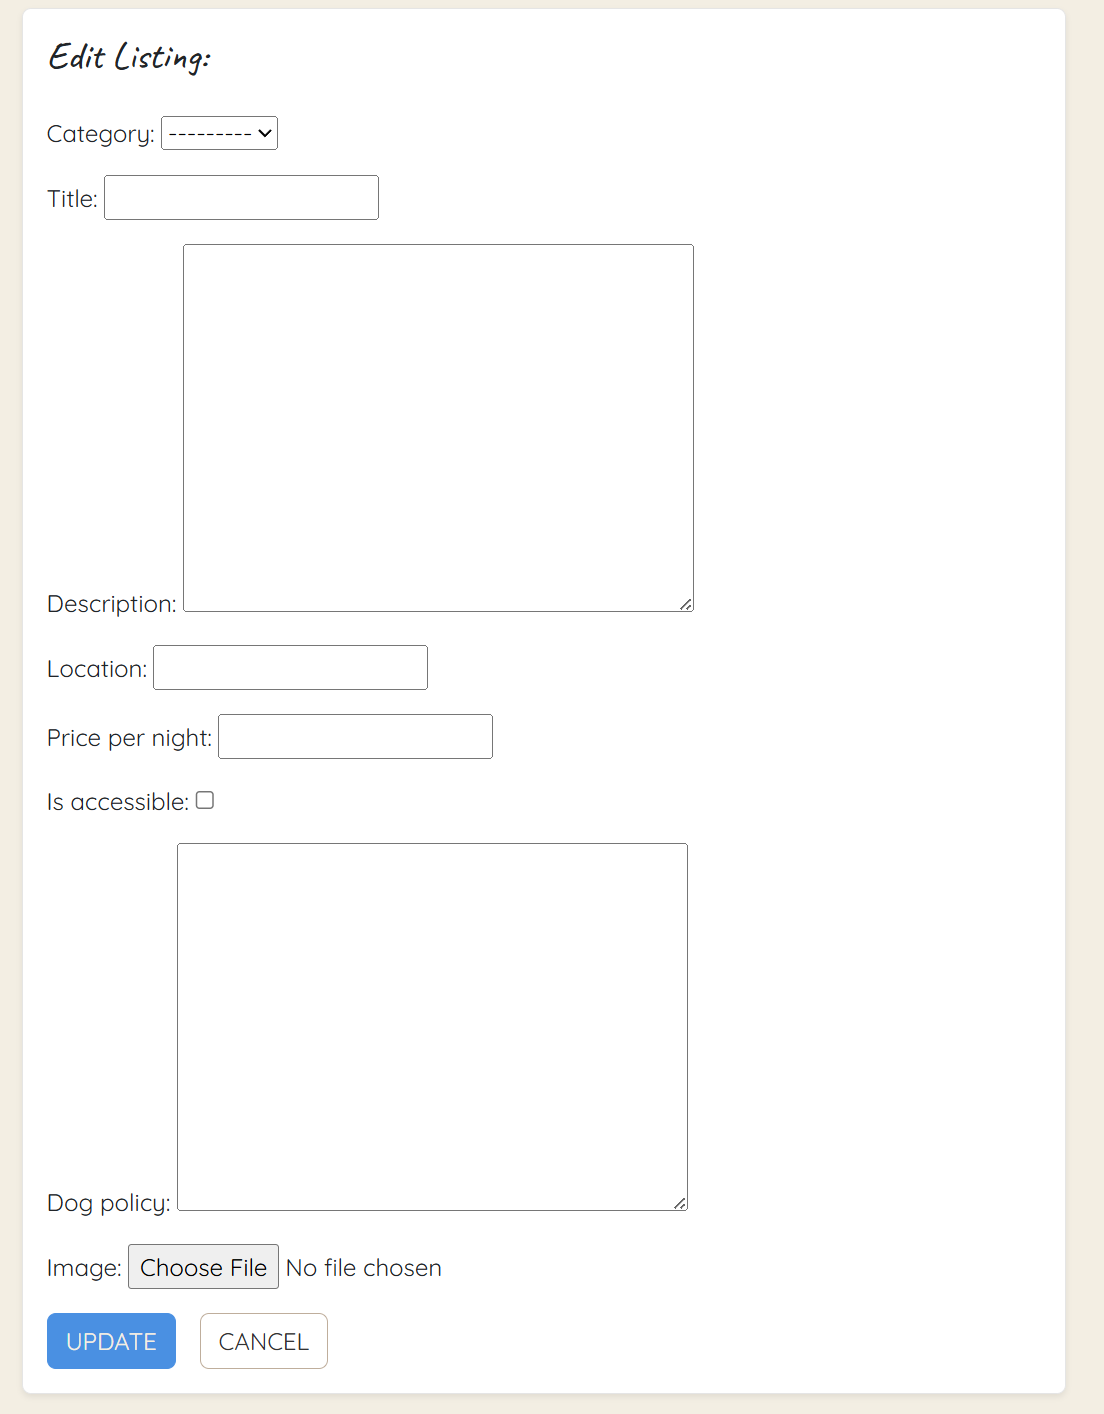 Edit Listing:
Category: ---------
Title:
Description:
Location:
Price per night:
Is accessible:
Dog policy:
Image: Choose File No file chosen
UPDATE CANCEL